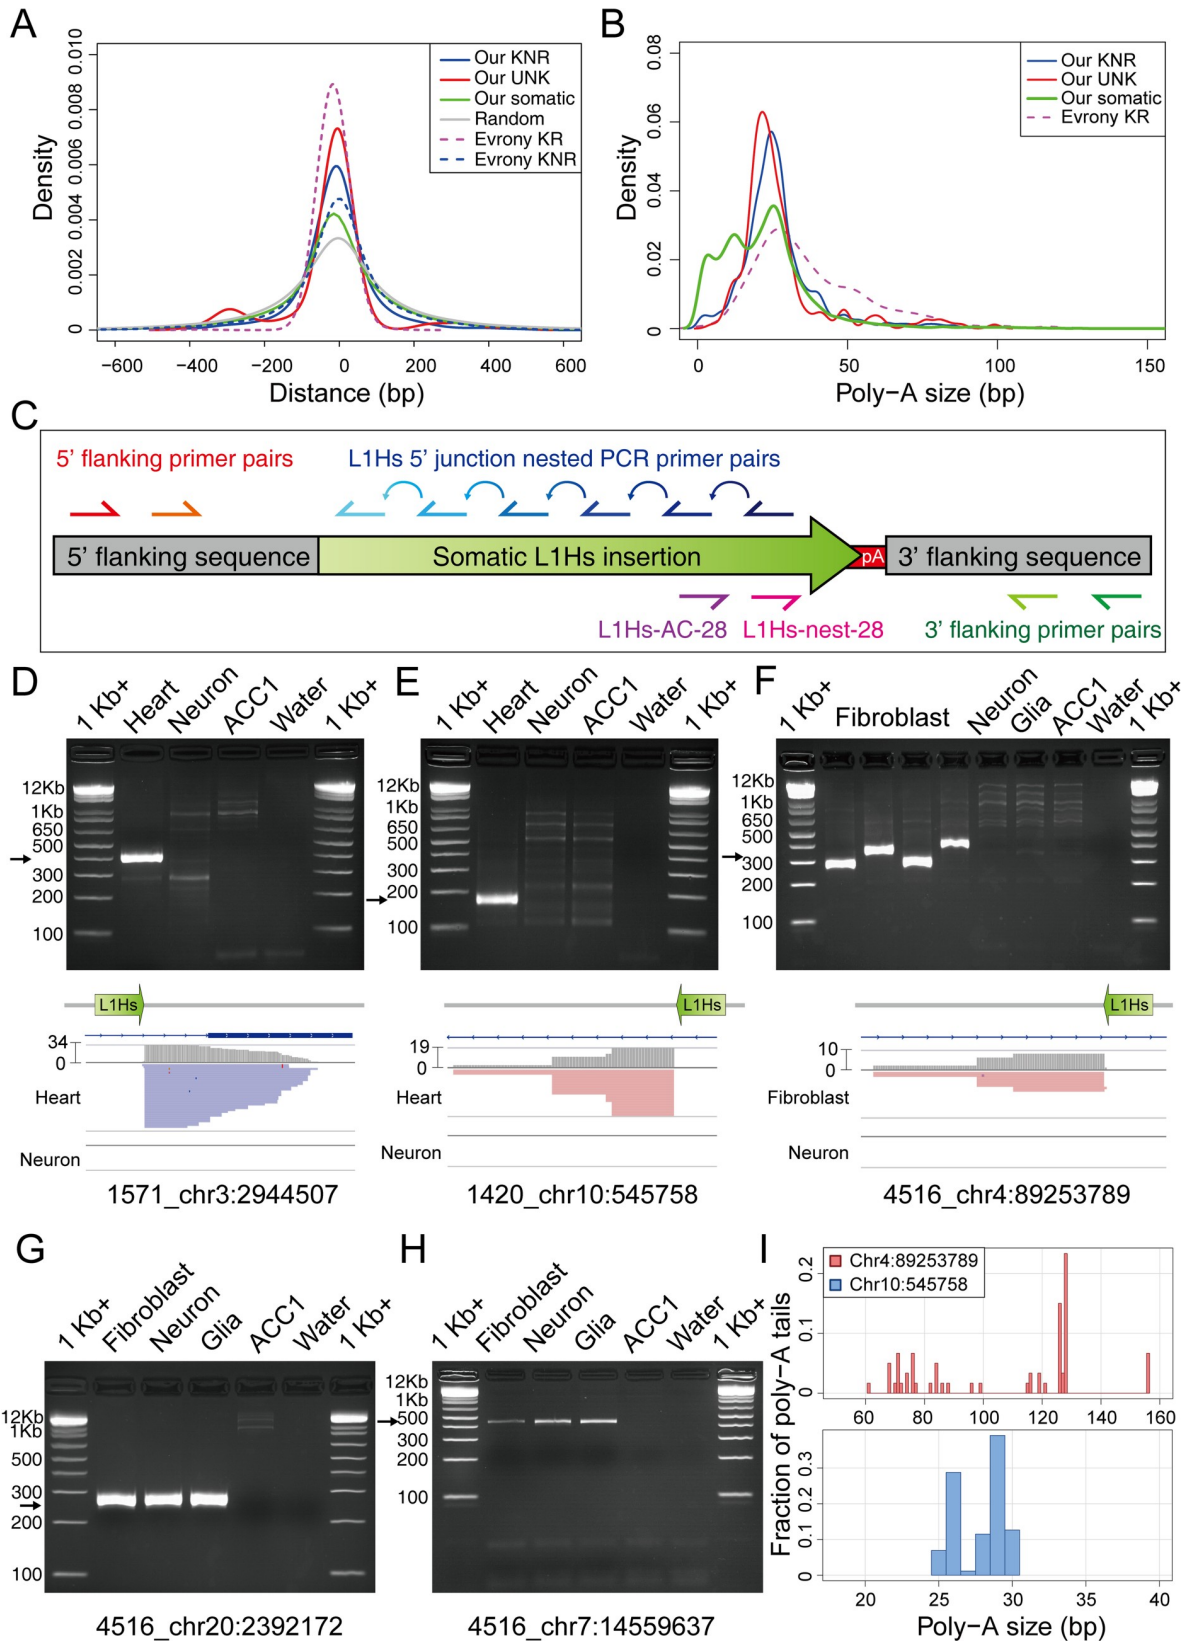 A
B
0.010
0.008
0.006
0.004
0.002
0
Density
Our KNR
Our UNK
Our somatic
Random
Evrony KR
Evrony KNR
−600
−400
−200
0
200
400
600
Distance (bp)
0.08
0.06
0.04
0.02
0
Density
Our KNR
Our UNK
Our somatic
Evrony KR
0
50
100
150
Poly−A size (bp)
C
5' flanking primer pairs
L1Hs 5' junction nested PCR primer pairs
5' flanking sequence
Somatic L1Hs insertion
pA
3' flanking sequence
L1Hs-AC-28
L1Hs-nest-28
3' flanking primer pairs
D
1 Kb+
Heart
Neuron
ACC1
Water
1 Kb+
12Kb
1Kb
650
500
300
200
100
L1Hs
34
0
Heart
Neuron
1571_chr3:2944507
E
1 Kb+
Heart
Neuron
ACC1
Water
1 Kb+
12Kb
1Kb
650
500
300
200
100
L1Hs
19
0
Heart
Neuron
1420_chr10:545758
F
1 Kb+
Fibroblast
Neuron
Glia
ACC1
Water
1 Kb+
12Kb
1Kb
650
500
300
200
100
L1Hs
10
0
Fibroblast
Neuron
4516_chr4:89253789
G
1 Kb+
Fibroblast
Neuron
Glia
ACC1
Water
1 Kb+
12Kb
1Kb
500
300
200
100
4516_chr20:2392172
H
1 Kb+
Fibroblast
Neuron
Glia
ACC1
Water
1 Kb+
12Kb
1Kb
500
300
200
100
4516_chr7:14559637
I
Chr4:89253789
Chr10:545758
Fraction of poly−A tails
0.2
0.1
0
60
80
100
120
140
160
0.3
0.2
0.1
0
20
25
30
35
40
Poly−A size (bp)